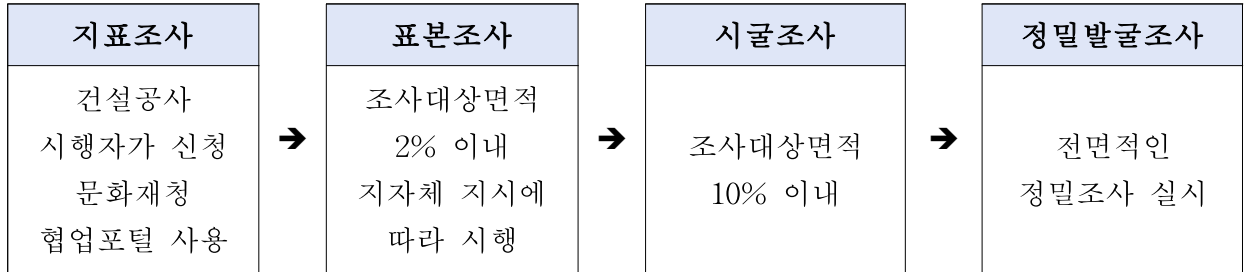 지표조사
건설공사
시행자가 신청
문화재청
협업포털 사용
➔
표본조사
조사대상면적
2% 이내
지자체 지시에
따라 시행
➔
시굴조사
조사대상면적
10% 이내
➔
정밀발굴조사
전면적인
정밀조사 실시